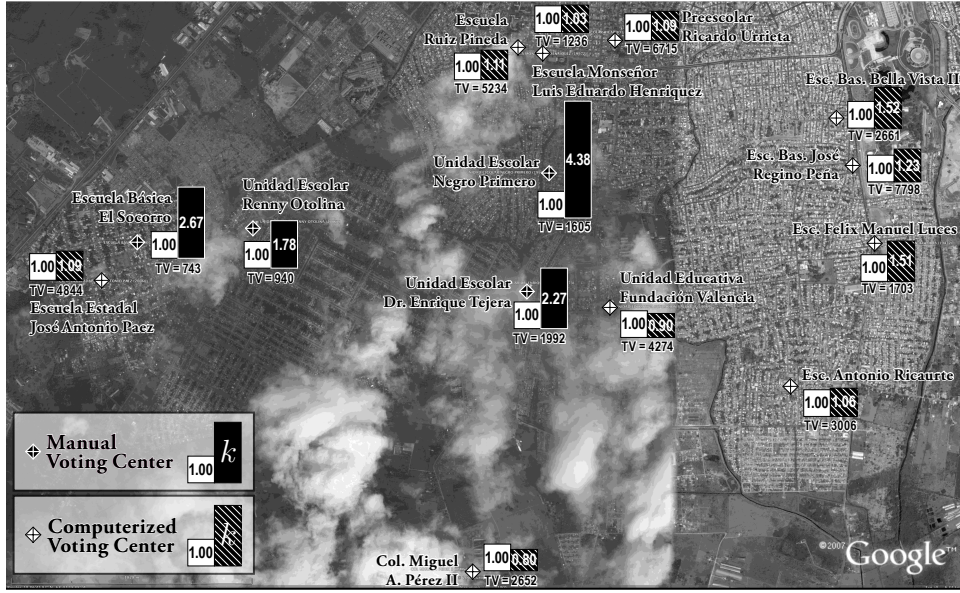 Escuela
Ruiz Pineda
1.00 1.11
TV = 5234
1.00 1.03
TV = 1236
Escuela Monseñor
Luis Eduardo Henriquez
1.00 1.09
TV = 6715
Preescolar
Ricardo Urrieta
Esc. Bas. Bella Vista II
1.00 1.52
TV = 2661
Unidad Escolar
Negro Primero
1.00 4.38
TV = 1605
Esc. Bas. José
Regino Peña
1.00 1.23
TV = 7798
Escuela Básica
El Socorro
1.00 2.67
TV = 743
Unidad Escolar
Renny Otolina
1.00 1.78
TV = 940
Esc. Felix Manuel Luces
1.00 1.51
TV = 1703
1.00 1.09
TV = 4844
Escuela Estadal
José Antonio Paez
Unidad Escolar
Dr. Enrique Tejera
1.00 2.27
TV = 1992
Unidad Educativa
Fundación Valencia
1.00 0.90
TV = 4274
Esc. Antonio Ricaurte
1.00 1.06
TV = 3006
Manual
Voting Center
1.00 k
Computerized
Voting Center
1.00 k
Col. Miguel
A. Pérez II
1.00 0.80
TV = 2652
©2007 Google™